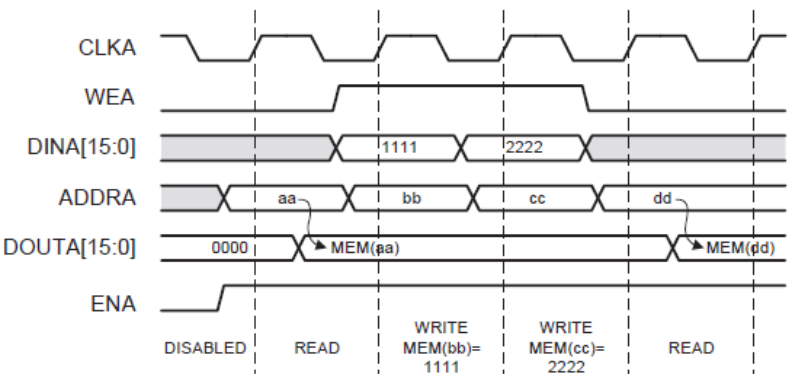 CLKA
WEA
DINA[15:0] 1111 2222
ADDRA aa bb cc dd
DOUTA[15:0] 0000 MEM(aa) MEM(dd)
ENA
DISABLED READ WRITE MEM(bb)= 1111 WRITE MEM(cc)= 2222 READ